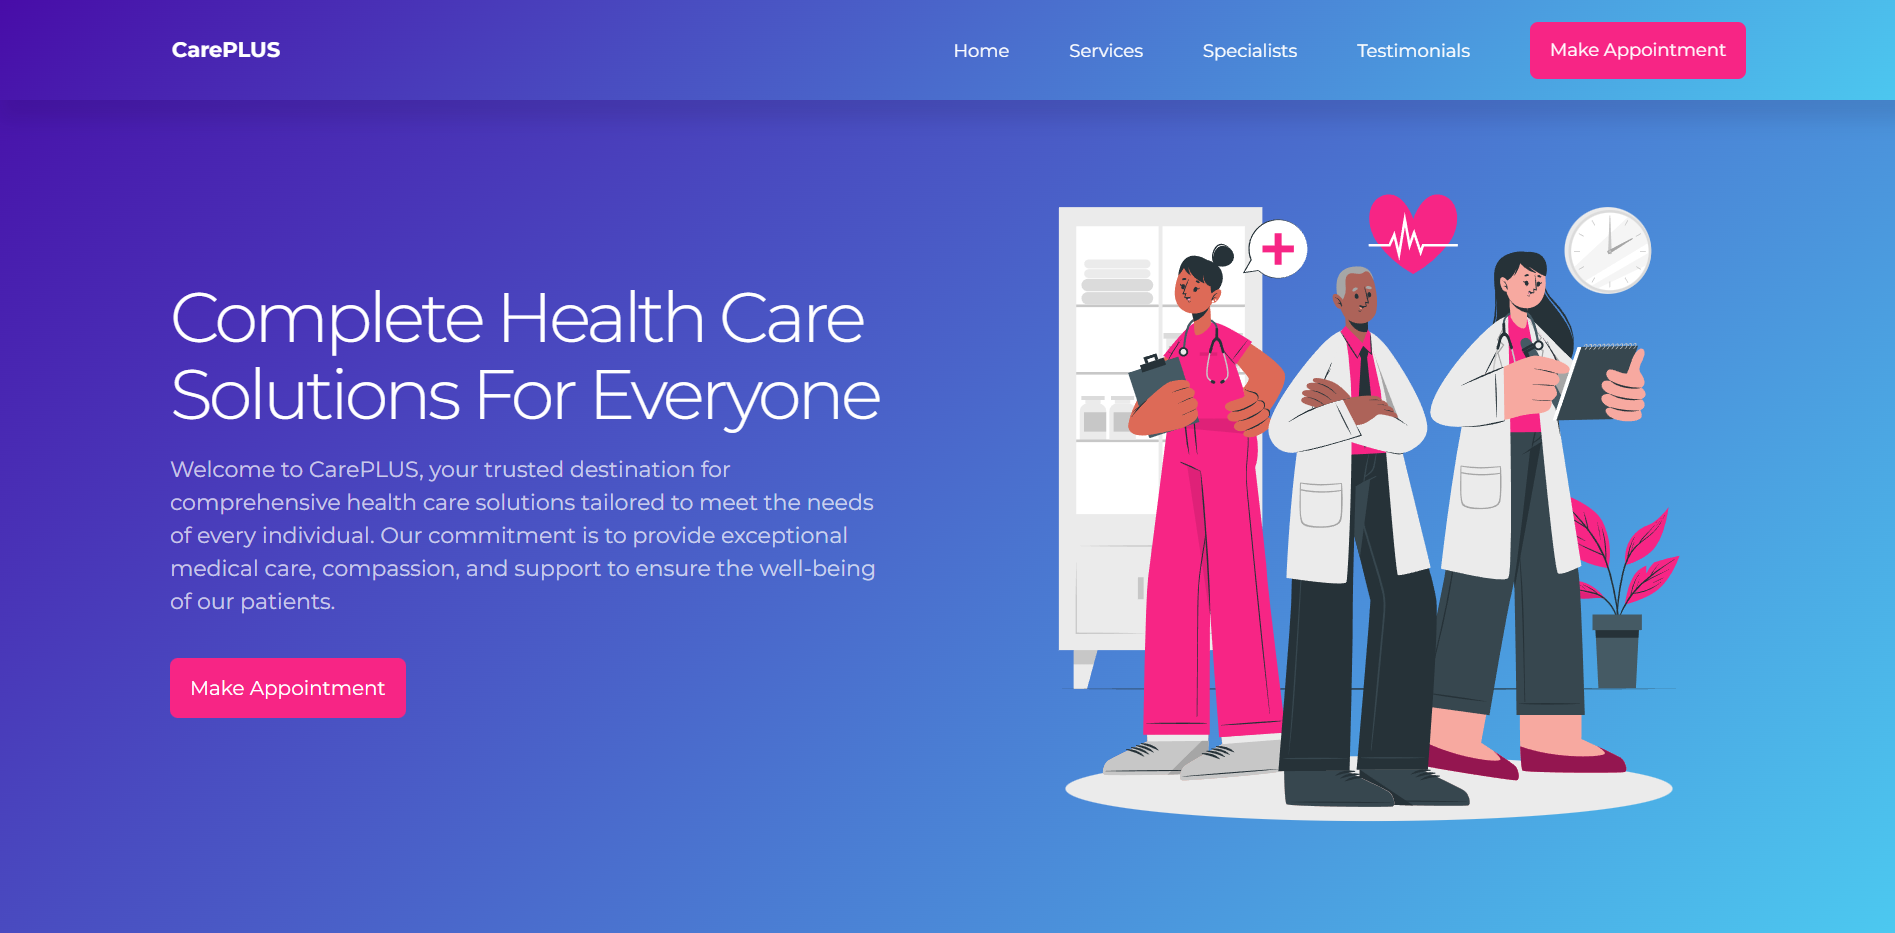 CarePLUS
Home
Services
Specialists
Testimonials
Make Appointment
Complete Health Care
Solutions For Everyone
Welcome to CarePLUS, your trusted destination for
comprehensive health care solutions tailored to meet the needs
of every individual. Our commitment is to provide exceptional
medical care, compassion, and support to ensure the well-being
of our patients.
Make Appointment